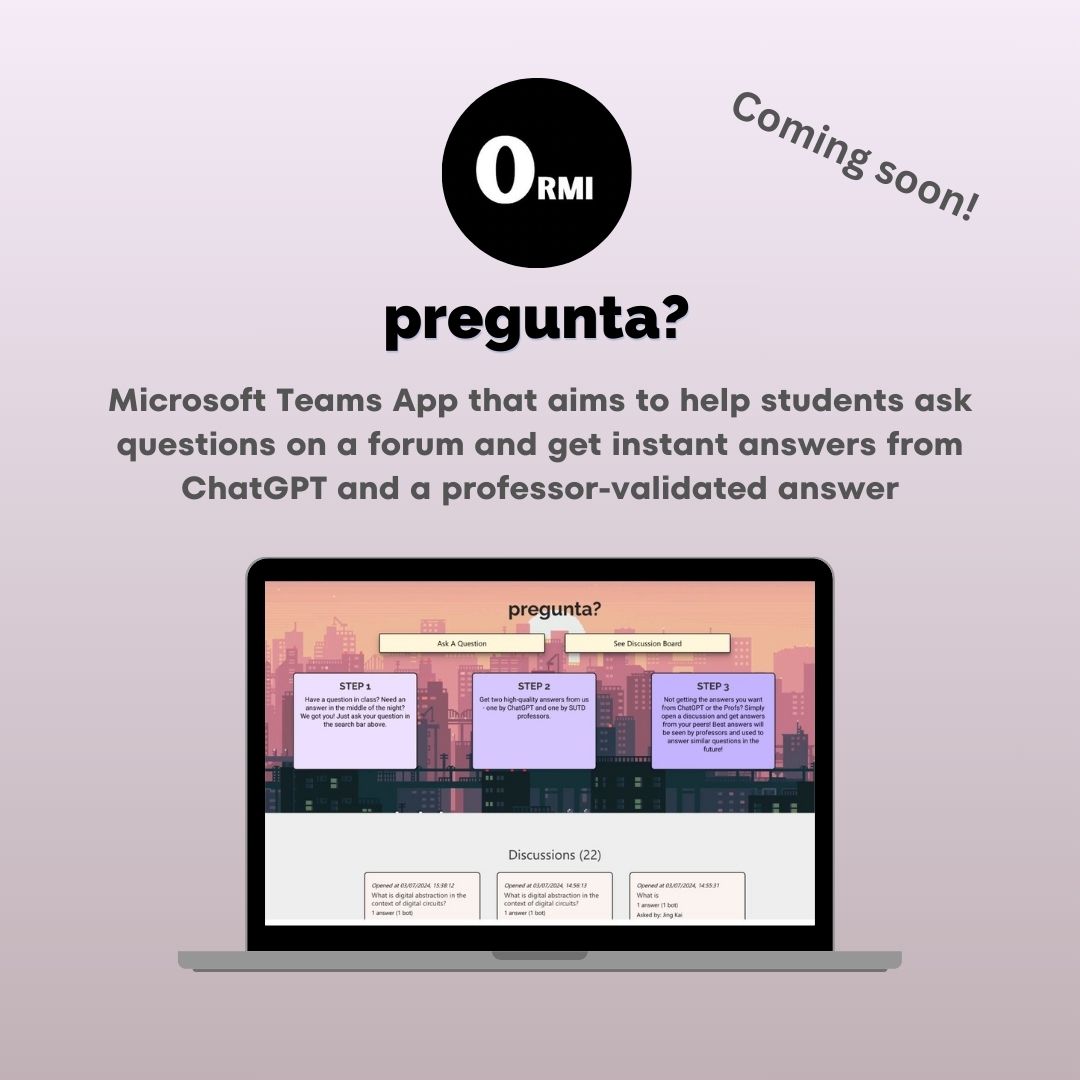 Coming soon!
ORMI
pregunta?
Microsoft Teams App that aims to help students ask
questions on a forum and get instant answers from
ChatGPT and a professor-validated answer
pregunta?
Ask A Question
See Discussion Board
STEP 1
Have a question in class? Need an
answer in the middle of the night?
We got you! Just ask your question in
the search bar above.
STEP 2
Get two high-quality answers from us
- one by ChatGPT and one by SUTD
professors.
STEP 3
Not getting the answers you want
from ChatGPT or the Profs? Simply
open a discussion and get answers
from your peers! Best answers will
be seen by professors and used to
answer similar questions in the
future!
Discussions (22)
Opened at 03/07/2024, 15:38:12
What is digital abstraction in the
context of digital circuits?
1 answer (1 bot)
Opened at 03/07/2024, 14:56:13
What is digital abstraction in the
context of digital circuits?
1 answer (1 bot)
Opened at 03/07/2024, 14:55:31
What is
1 answer (1 bot)
Asked by: Jing Kai